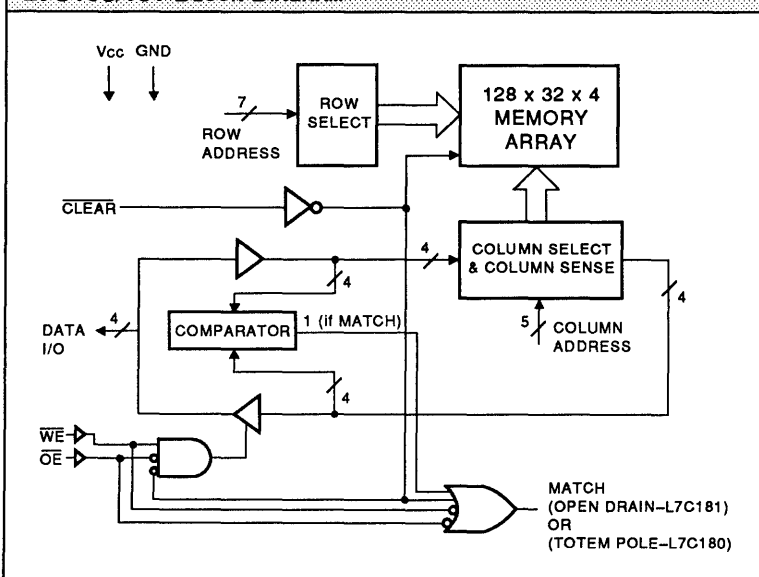 Vcc GND
7
ROW
ADDRESS
ROW
SELECT
128 x 32 x 4
MEMORY
ARRAY
CLEAR
4
COLUMN SELECT
& COLUMN SENSE
4
4
DATA
I/O
4
COMPARATOR
1 (if MATCH)
5
COLUMN
ADDRESS
4
WE
OE
MATCH
(OPEN DRAIN–L7C181)
OR
(TOTEM POLE–L7C180)